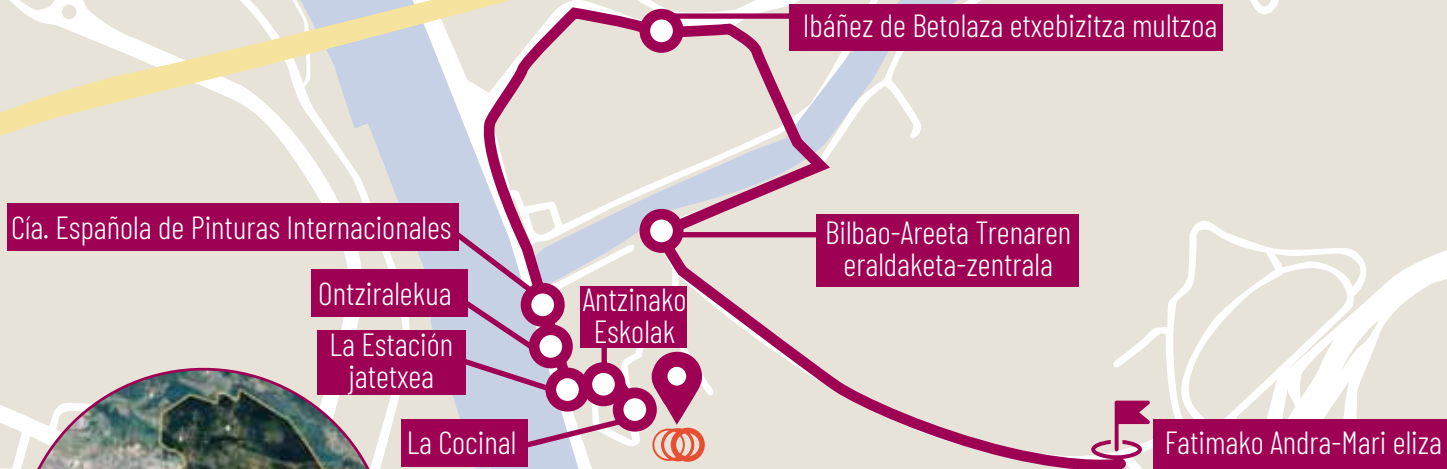 Ibáñez de Betolaza etxebizitza multzoa
Cía. Española de Pinturas Internacionales
Bilbao-Areeta Trenaren
eraldaketa-zentrala
Ontziralekua
Antzinako
Eskolak
La Estación
jatetxea
La Cocinal
Fatimako Andra-Mari eliza